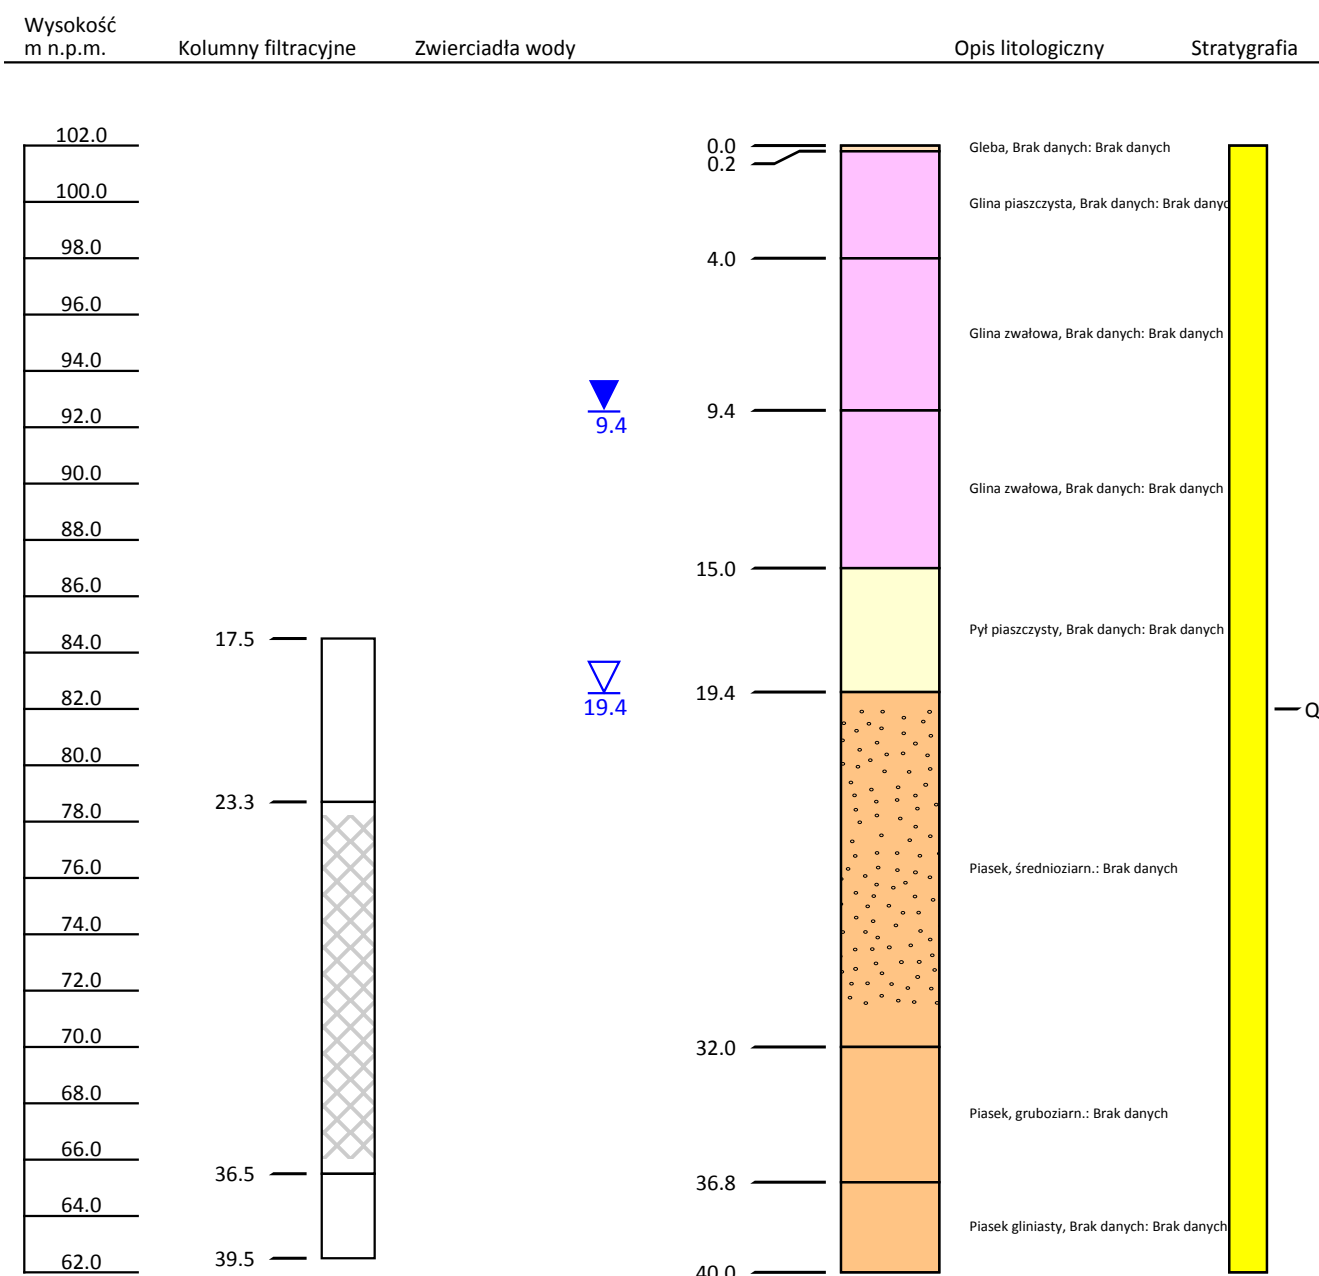 Wysokość
m n.p.m.
Kolumny filtracyjne
Zwierciadła wody
Opis litologiczny
Stratygrafia
102.0
100.0
98.0
96.0
94.0
92.0
90.0
88.0
86.0
84.0
82.0
80.0
78.0
76.0
74.0
72.0
70.0
68.0
66.0
64.0
62.0
17.5
23.3
36.5
39.5
9.4
19.4
0.0
0.2
4.0
9.4
15.0
19.4
32.0
36.8
40.0
Gleba, Brak danych: Brak danych
Glina piaszczysta, Brak danych: Brak danyc
Glina zwałowa, Brak danych: Brak danych
Glina zwałowa, Brak danych: Brak danych
Pył piaszczysty, Brak danych: Brak danych
Piasek, średnioziarn.: Brak danych
Piasek, gruboziarn.: Brak danych
Piasek gliniasty, Brak danych: Brak danych
Q